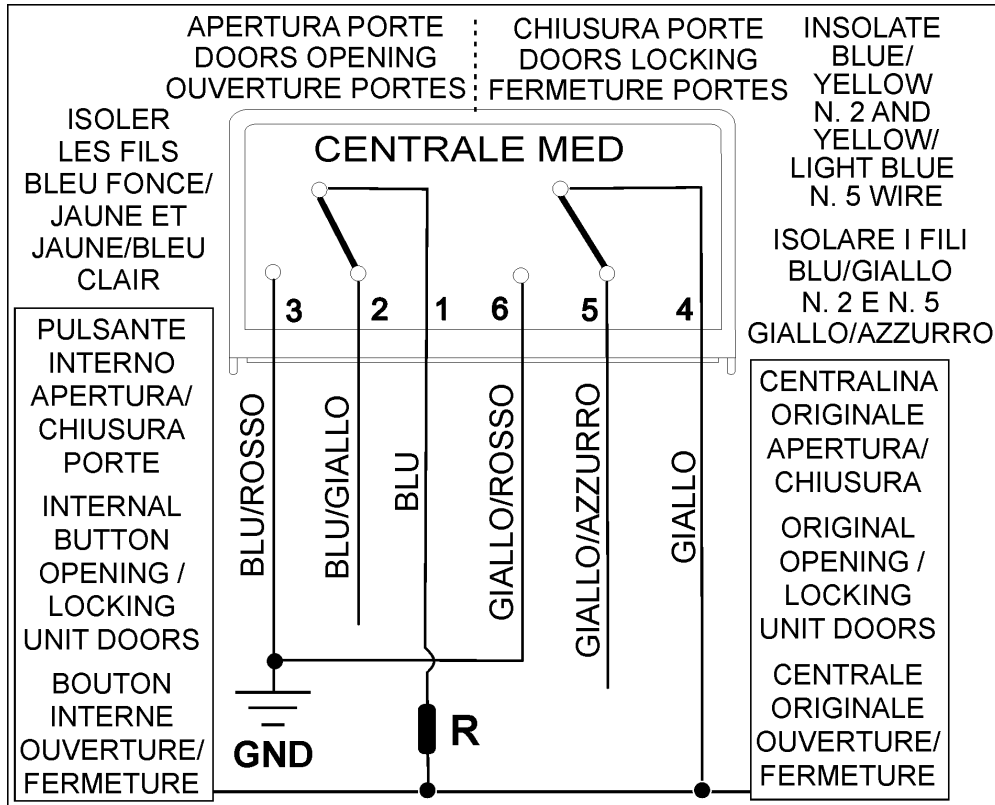 APERTURA PORTE
DOORS OPENING
OUVERTURE PORTES
CHIUSURA PORTE
DOORS LOCKING
FERMETURE PORTES
INSOLATE
BLUE/
YELLOW
N. 2 AND
YELLOW/
LIGHT BLUE
N. 5 WIRE
ISOLER
LES FILS
BLEU FONCE/
JAUNE ET
JAUNE/BLEU
CLAIR
CENTRALE MED
ISOLARE I FILI
BLU/GIALLO
N. 2 E N. 5
GIALLO/AZZURRO
3 2 1 6 5 4
PULSANTE
INTERNO
APERTURA/
CHIUSURA
PORTE
INTERNAL
BUTTON
OPENING /
LOCKING
UNIT DOORS
BOUTON
INTERNE
OUVERTURE/
FERMETURE
BLU/ROSSO
BLU/GIALLO
BLU
GIALLO/ROSSO
GIALLO/AZZURRO
GIALLO
GND
R
CENTRALINA
ORIGINALE
APERTURA/
CHIUSURA
ORIGINAL
OPENING /
LOCKING
UNIT DOORS
CENTRALE
ORIGINALE
OUVERTURE/
FERMETURE